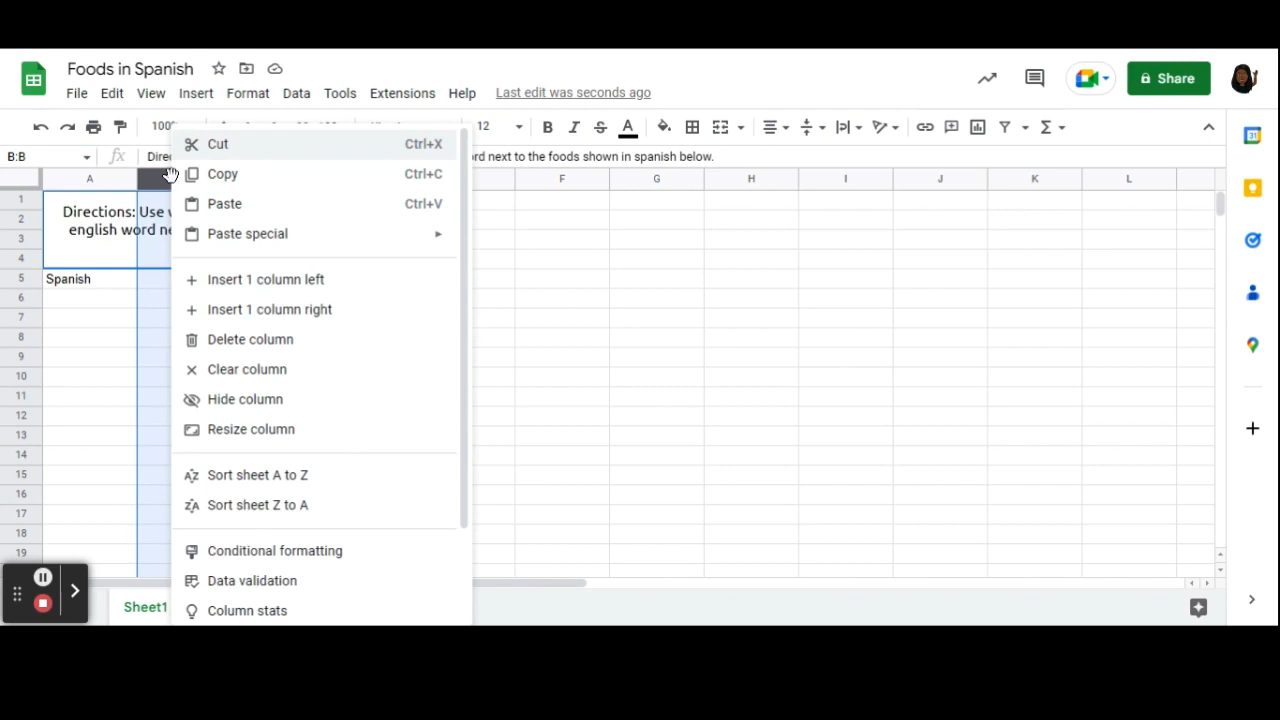 Foods in Spanish
File Edit View Insert Format Data Tools Extensions Help Last edit was seconds ago
Share
12
B:B
rd next to the foods shown in spanish below.
A F G H I J K L
1
Directions: Use
2
english word
3
4
5 Spanish
6
7
8
9
10
11
12
13
14
15
16
17
18
19
Cut Ctrl+X
Copy Ctrl+C
Paste Ctrl+V
Paste special
Insert 1 column left
Insert 1 column right
Delete column
Clear column
Hide column
Resize column
Sort sheet A to Z
Sort sheet Z to A
Conditional formatting
Data validation
Column stats
Sheet1
31